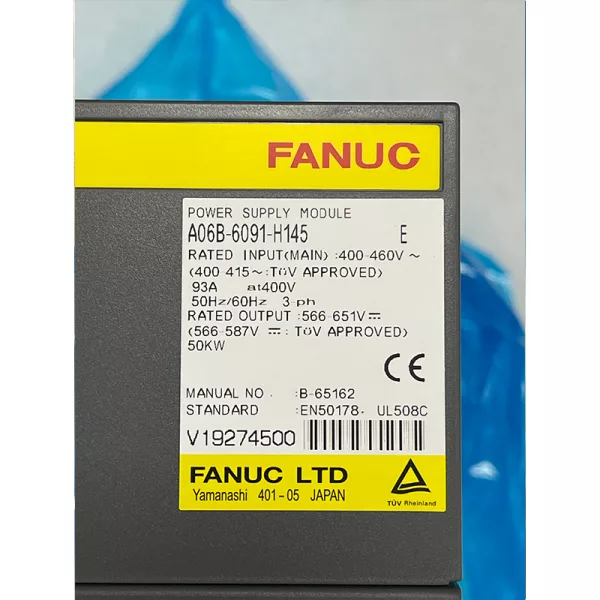 FANUC
POWER SUPPLY MODULE
A06B-6091-H145 E
RATED INPUT(MAIN) :400-460V ~
(400-415~:TüV APPROVED)
93A at400V
50Hz/60Hz 3-ph
RATED OUTPUT :566-651V⎓
(566-587V ⎓: TüV APPROVED)
50KW
CE
MANUAL NO. :B-65162
STANDARD :EN50178, UL508C
V19274500
FANUC LTD
Yamanashi 401-05 JAPAN
TÜV Rheinland